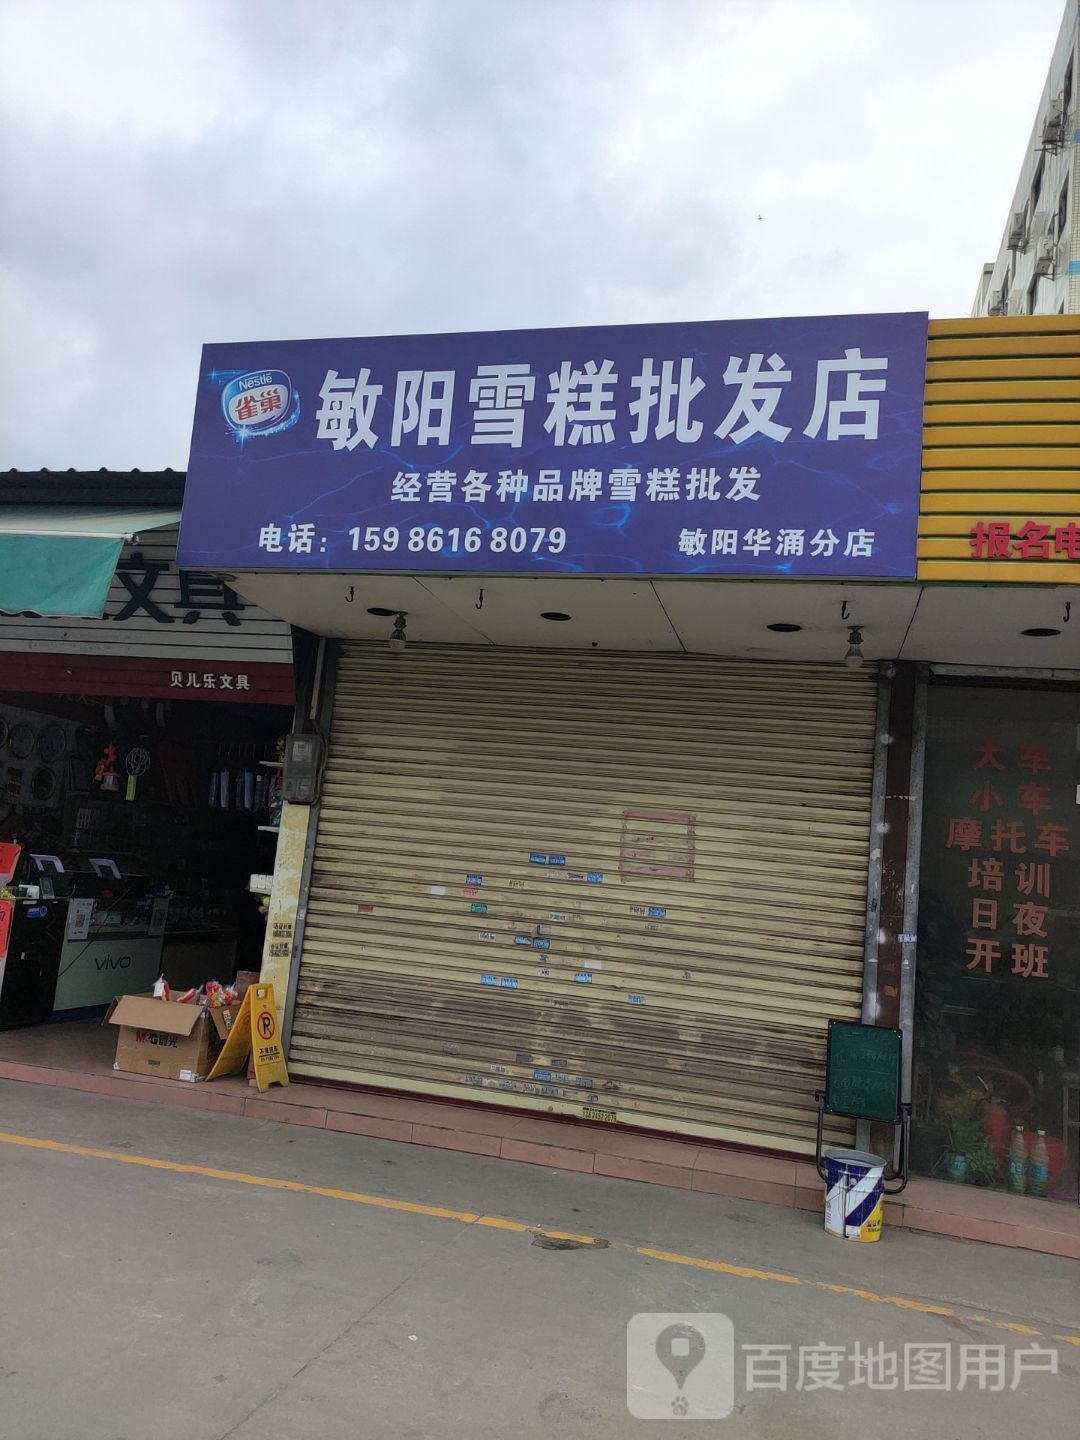 Nestlé
雀巢
敏阳雪糕批发店
经营各种品牌雪糕批发
电话：15986168079
敏阳华涌分店
报名电
文具
贝儿乐文具
大车
小车
摩托车
培训
日夜
开班
vivo
M&G晨光
P
百度地图用户